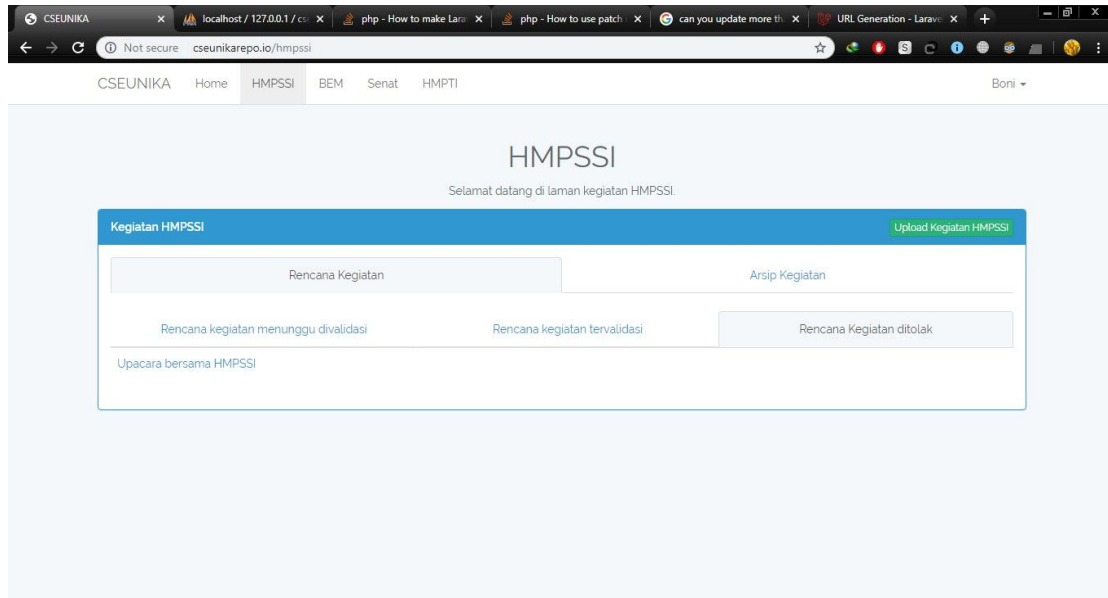 CSEUNIKA
localhost / 127.0.0.1 / cse
php - How to make Lara
php - How to use patch
can you update more th
URL Generation - Larave
Not secure cseunikarepo.io/hmpssi
CSEUNIKA Home HMPSSI BEM Senat HMPTI Boni
HMPSSI
Selamat datang di laman kegiatan HMPSSI.
Kegiatan HMPSSI Upload Kegiatan HMPSSI
Rencana Kegiatan Arsip Kegiatan
Rencana kegiatan menunggu divalidasi Rencana kegiatan tervalidasi Rencana Kegiatan ditolak
Upacara bersama HMPSSI